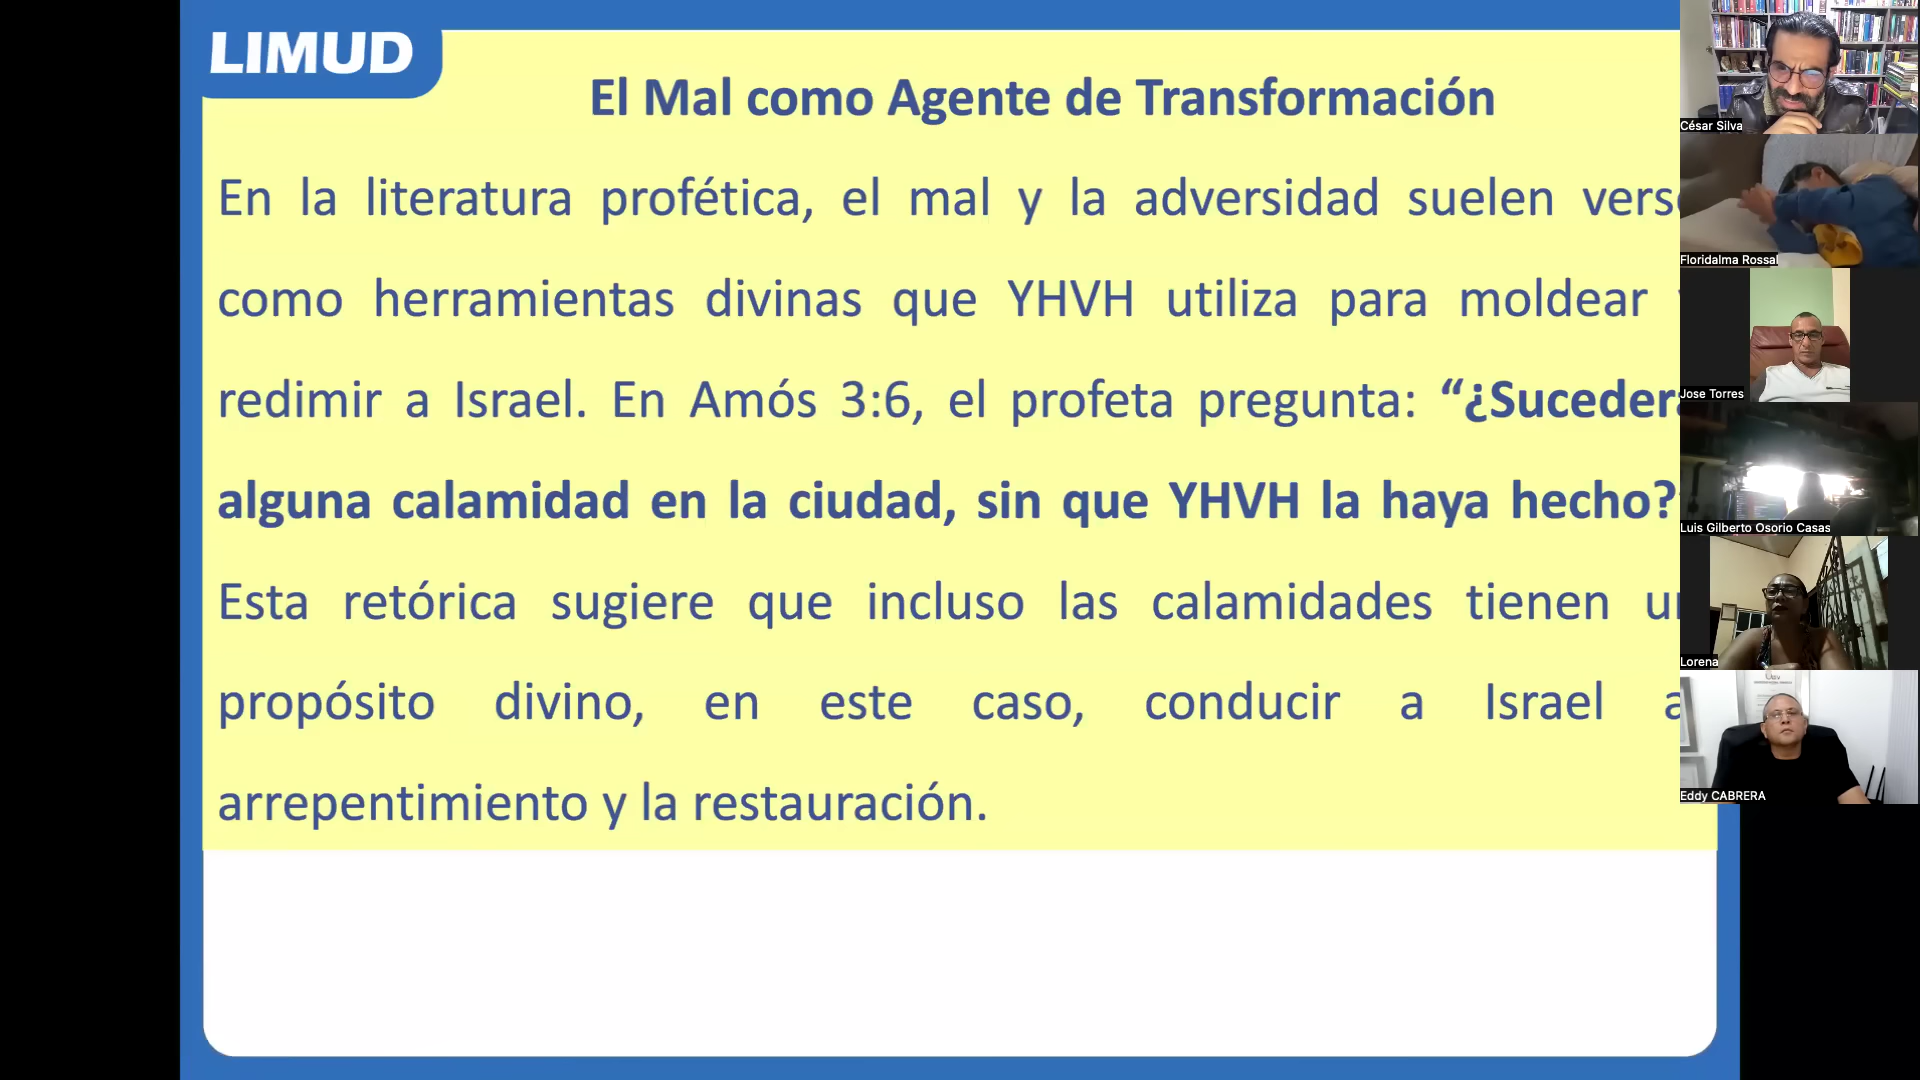 LIMUD
El Mal como Agente de Transformación
En la literatura profética, el mal y la adversidad suelen vers
como herramientas divinas que YHVH utiliza para moldear
redimir a Israel. En Amós 3:6, el profeta pregunta: “¿Suceder
alguna calamidad en la ciudad, sin que YHVH la haya hecho?
Esta retórica sugiere que incluso las calamidades tienen un
propósito divino, en este caso, conducir a Israel a
arrepentimiento y la restauración.
César Silva
Floridalma Rossal
Jose Torres
Luis Gilberto Osorio Casas
Lorena
Eddy CABRERA